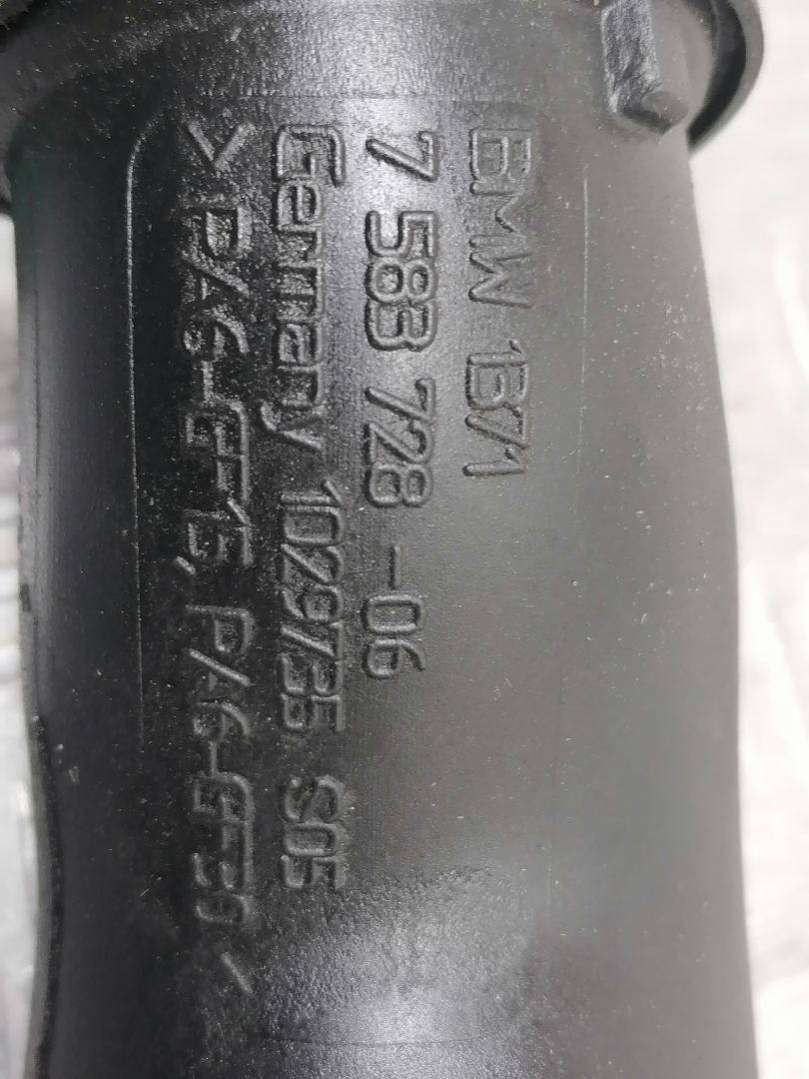 BMW 1371
7 583 728 -06
Germany 1029735 S05
>PA6-GF15, PA6-GF30<